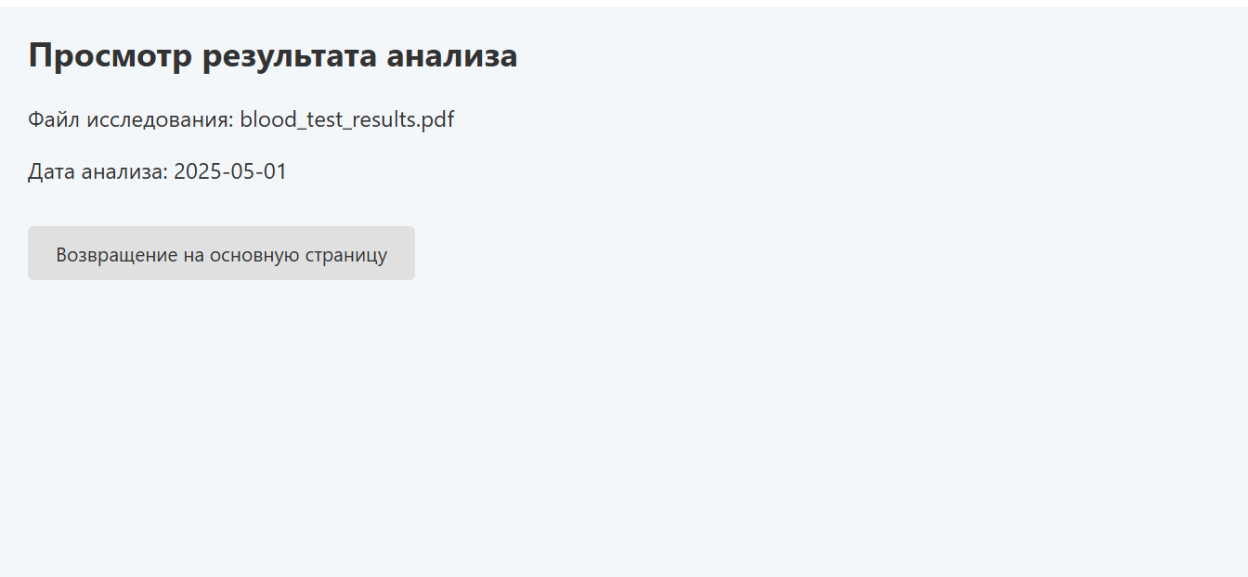 Просмотр результата анализа
Файл исследования: blood_test_results.pdf
Дата анализа: 2025-05-01
Возвращение на основную страницу